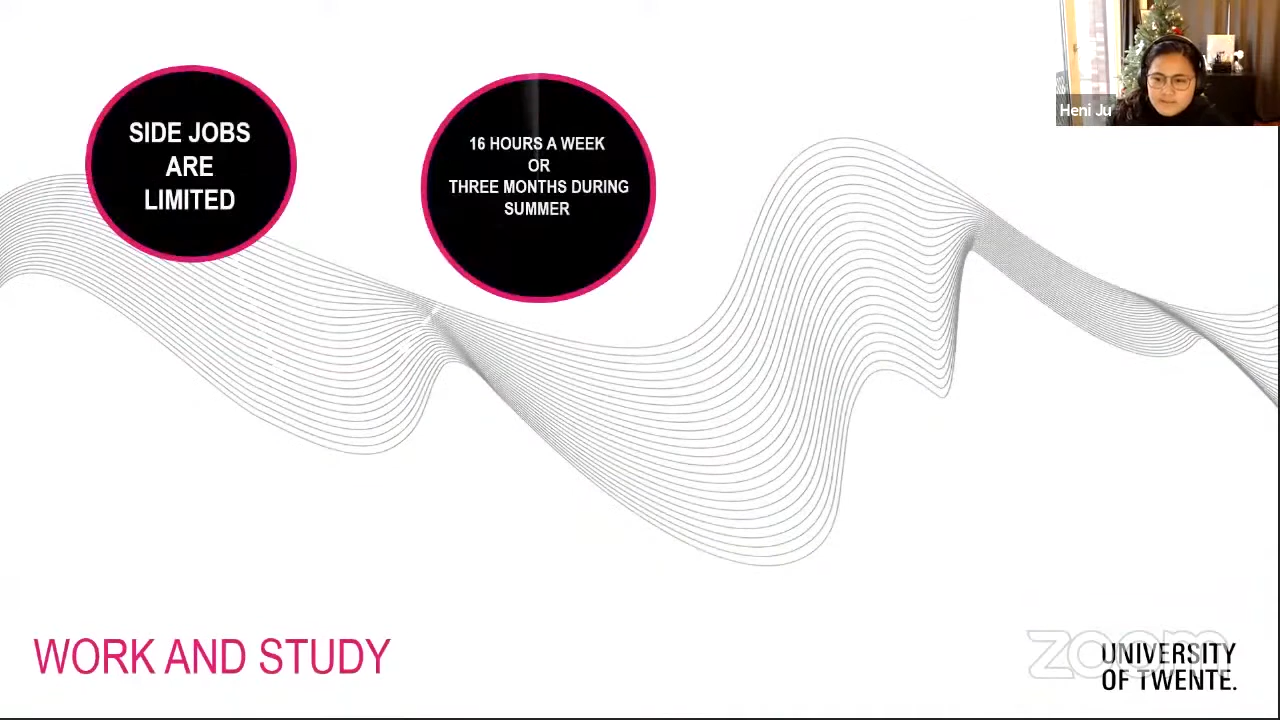 SIDE JOBS
ARE
LIMITED
16 HOURS A WEEK
OR
THREE MONTHS DURING
SUMMER
Heni Ju
WORK AND STUDY
zoom
UNIVERSITY
OF TWENTE.